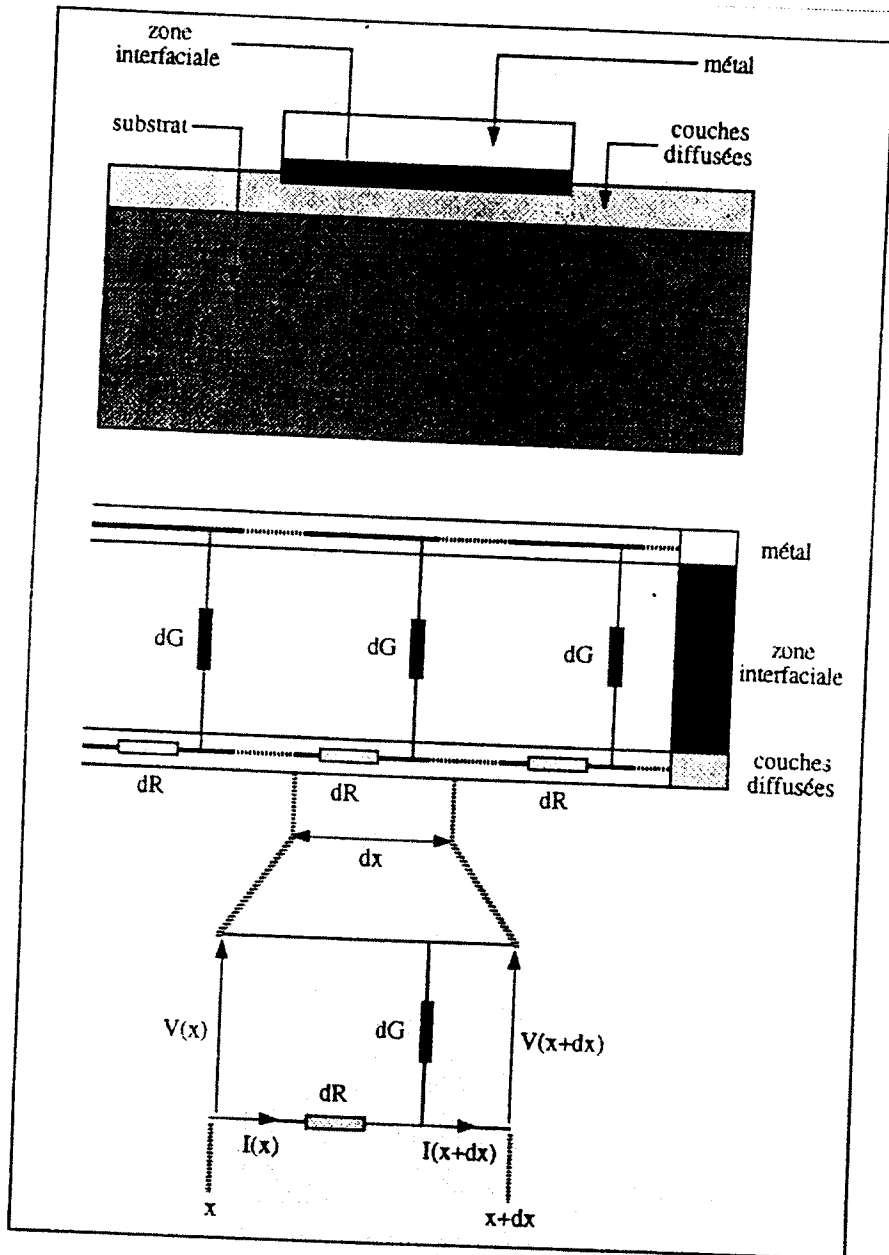 zone
interfaciale
métal
substrat
couches
diffusées
métal
dG
dG
dG
zone
interfaciale
couches
diffusées
dR
dR
dR
dx
V(x)
dG
V(x+dx)
dR
I(x)
I(x+dx)
x
x+dx